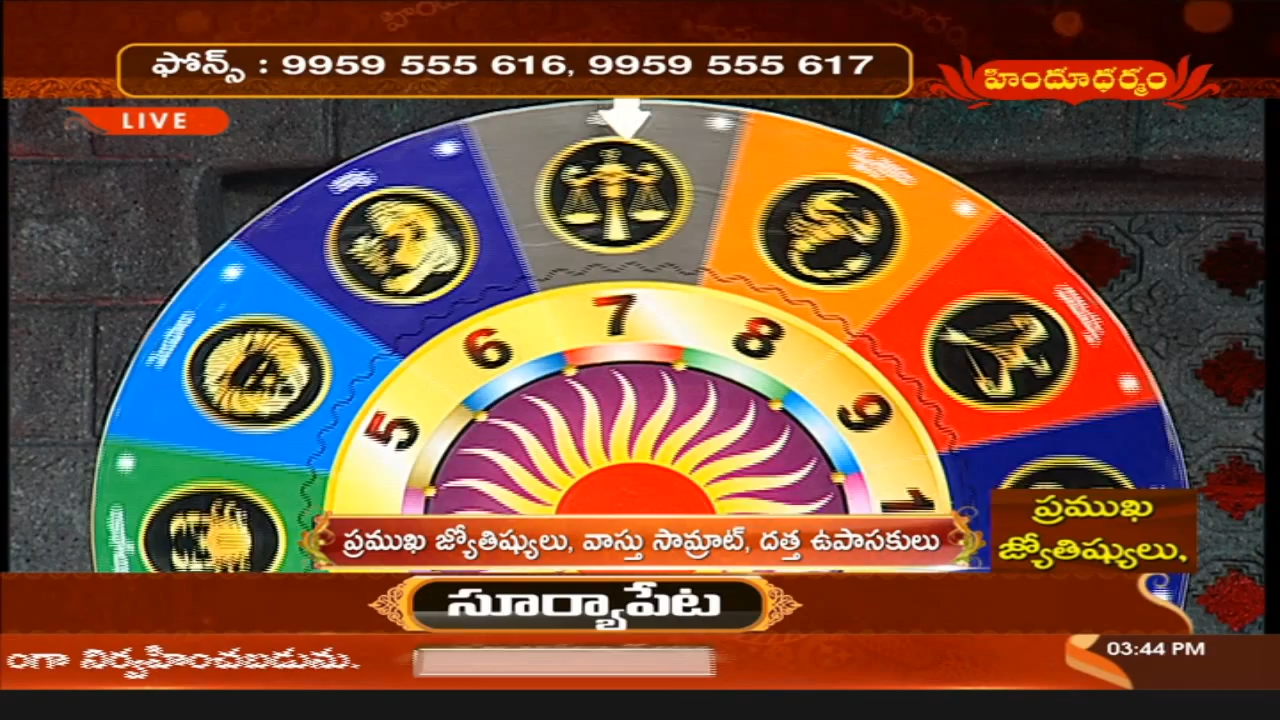 ఫోన్స్ : 9959 555 616, 9959 555 617
హిందూధర్మం
LIVE
5
6
7
8
9
1
ప్రముఖ జ్యోతిష్యులు, వాస్తు సామ్రాట్, దత్త ఉపాసకులు
ప్రముఖ
జ్యోతిష్యులు,
సూర్యాపేట
ంగా నిర్వహించబడును.
03:44 PM